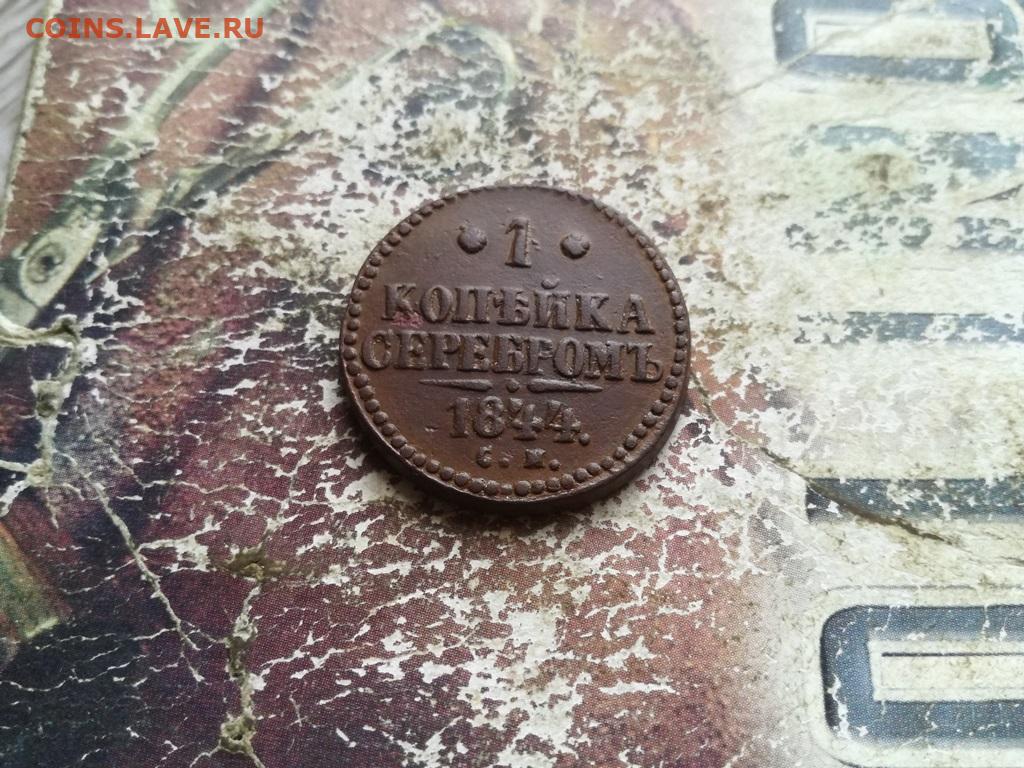 COINS.LAVE.RU
• 1 •
КОПѢЙКА
СЕРЕБРОМЪ
1844.
С. М.